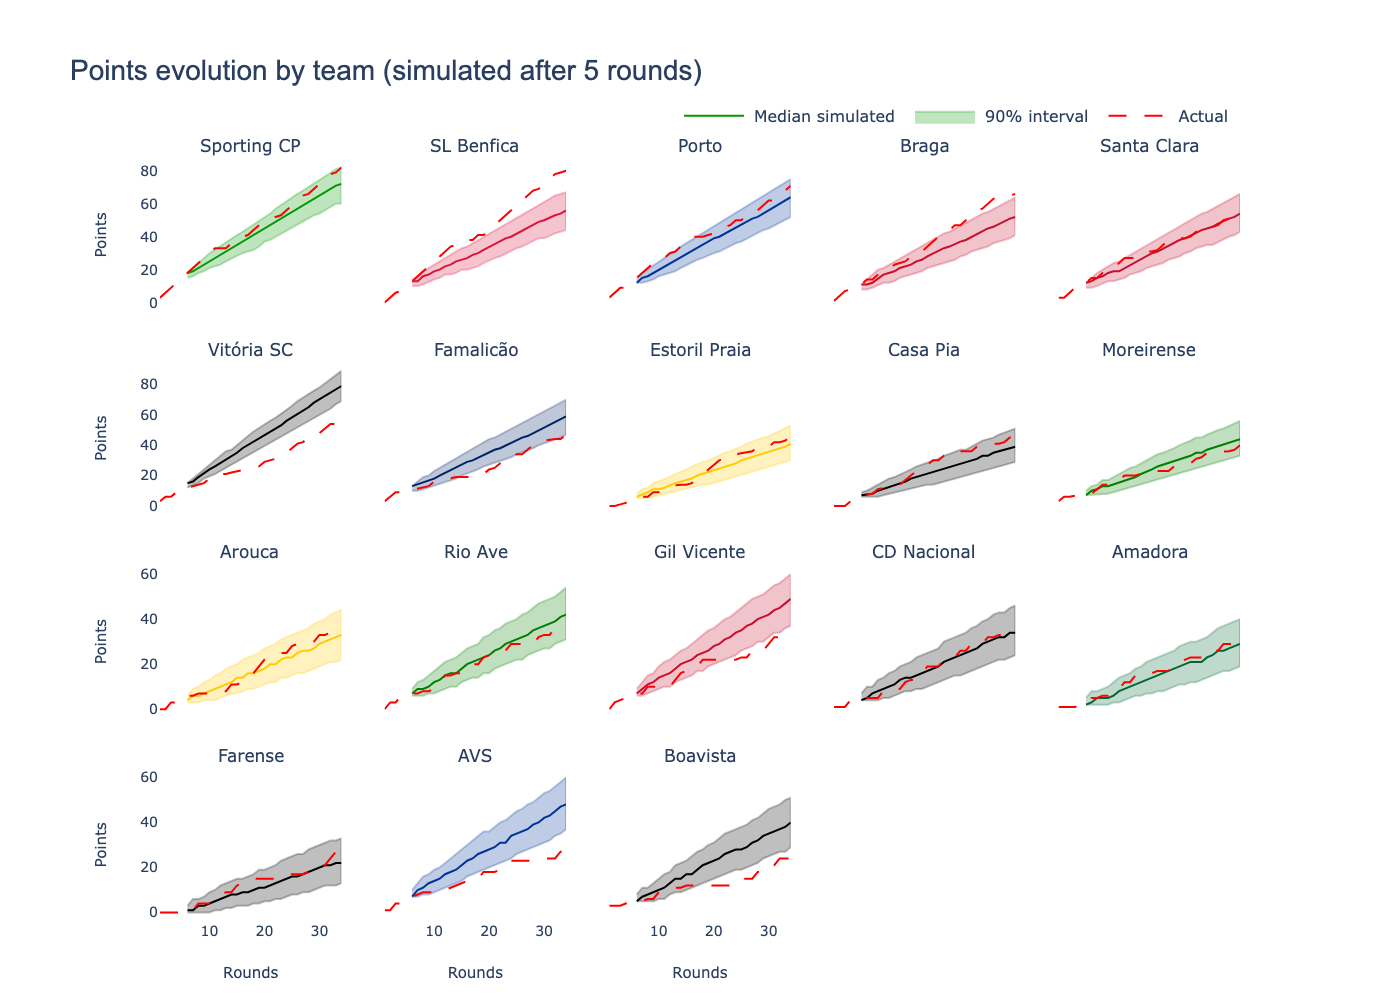 Points evolution by team (simulated after 5 rounds)
Median simulated 90% interval Actual
Sporting CP SL Benfica Porto Braga Santa Clara
80
60
40
20
0
Points
Vitória SC Famalicão Estoril Praia Casa Pia Moreirense
80
60
40
20
0
Points
Arouca Rio Ave Gil Vicente CD Nacional Amadora
60
40
20
0
Points
Farense AVS Boavista
60
40
20
0
Points
10 20 30 10 20 30 10 20 30
Rounds Rounds Rounds